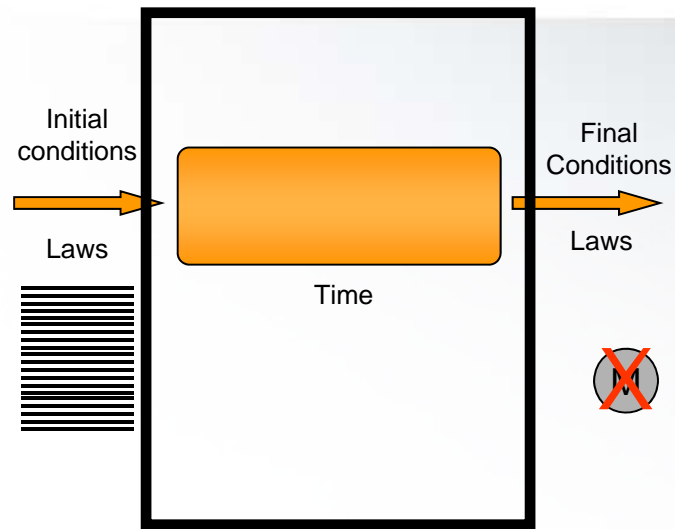 Initial
conditions
Laws
Time
Final
Conditions
Laws
M